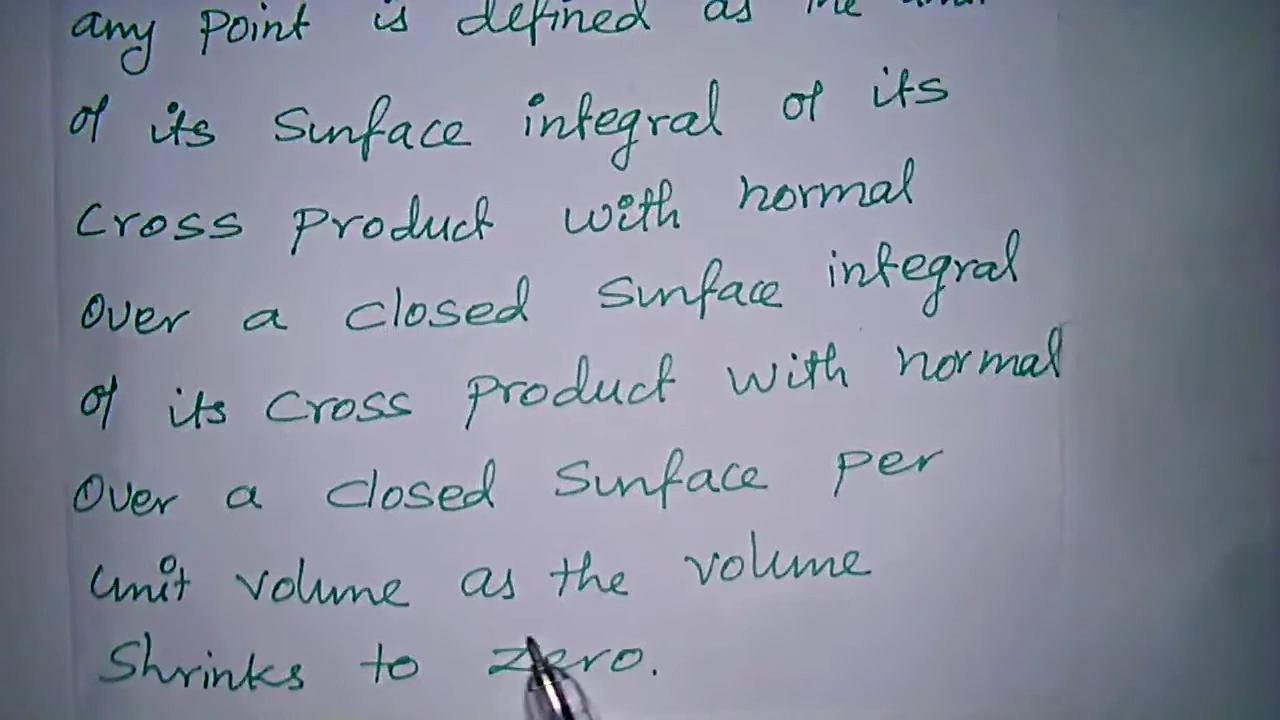 any point is defined as the
of its Surface integral of its
Cross product with normal
Over a closed Surface integral
of its Cross product with normal
Over a closed Surface per
unit volume as the volume
Shrinks to zero.